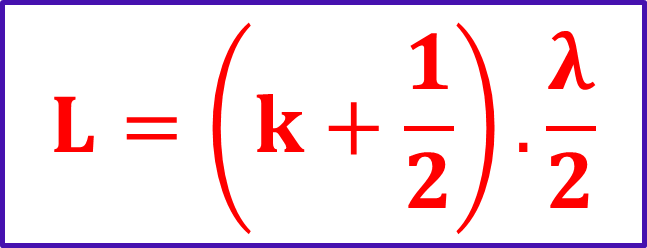 L = (k + 1/2) . λ/2